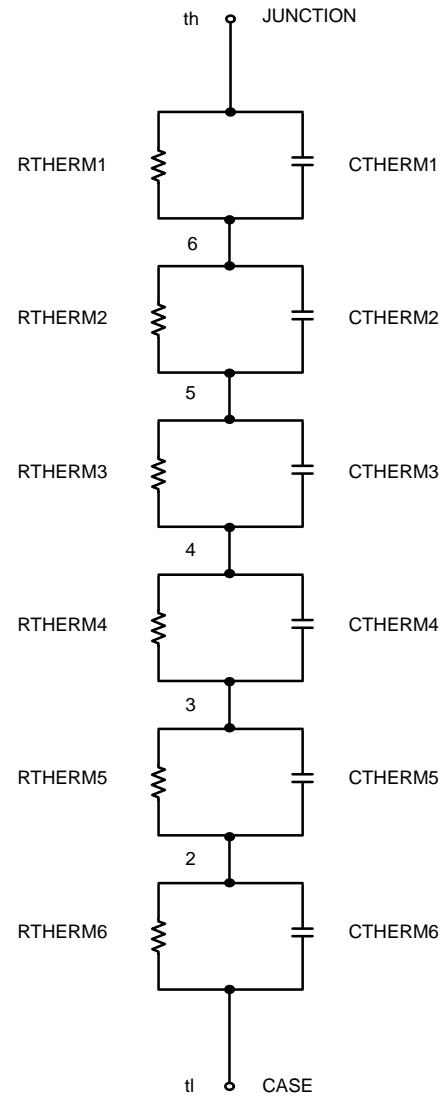 th JUNCTION
RTHERM1 CTHERM1
6
RTHERM2 CTHERM2
5
RTHERM3 CTHERM3
4
RTHERM4 CTHERM4
3
RTHERM5 CTHERM5
2
RTHERM6 CTHERM6
tl CASE